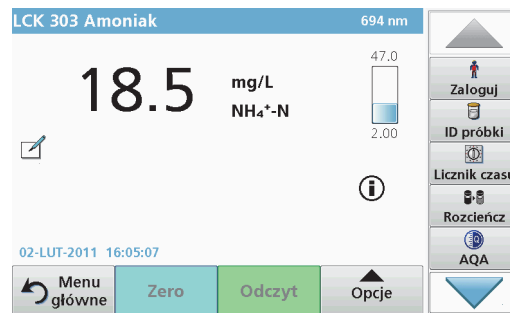 LCK 303 Amoniak 694 nm
47.0
18.5 mg/L
NH₄⁺-N
2.00
02-LUT-2011 16:05:07
Menu główne
Zero
Odczyt
Opcje
Zaloguj
ID próbki
Licznik czasu
Rozcieńcz
AQA